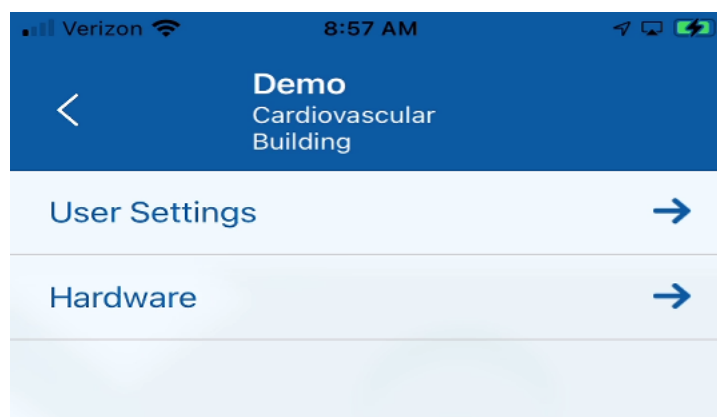 Verizon 8:57 AM
Demo
Cardiovascular
Building
User Settings
Hardware